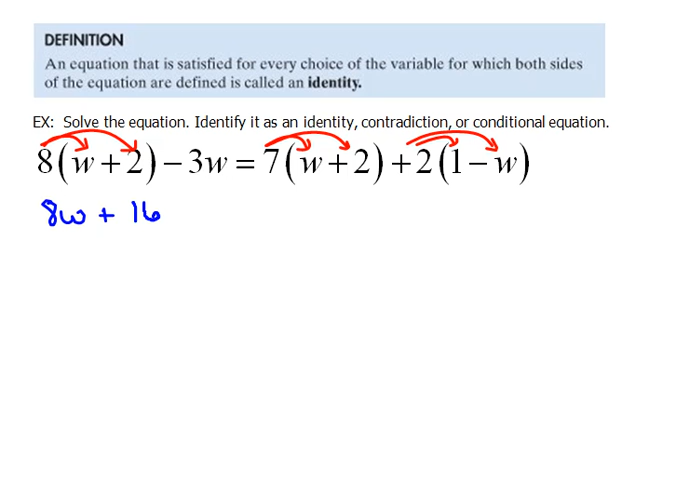 DEFINITION
An equation that is satisfied for every choice of the variable for which both sides
of the equation are defined is called an identity.
EX: Solve the equation. Identify it as an identity, contradiction, or conditional equation.
8(w+2)−3w=7(w+2)+2(1−w)
8w + 16